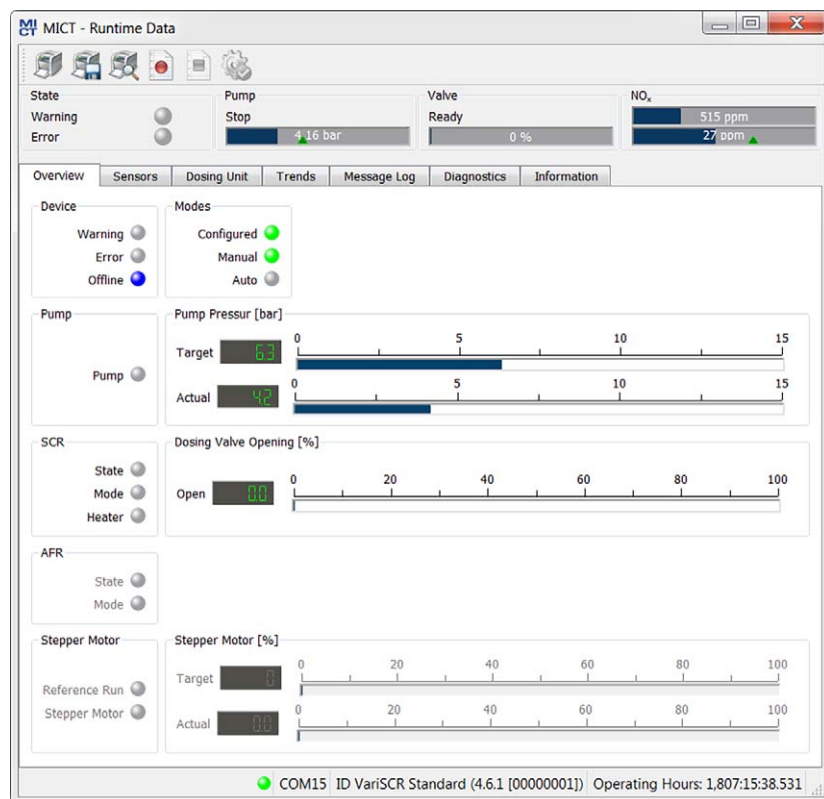 MI
CT
MICT - Runtime Data
State
Pump
Valve
NOx
Warning
Stop
Ready
515 ppm
Error
4.16 bar
0 %
27 ppm
Overview
Sensors
Dosing Unit
Trends
Message Log
Diagnostics
Information
Device
Modes
Warning
Configured
Error
Manual
Offline
Auto
Pump
Pump Pressur [bar]
0 5 10 15
Target 6.3
Pump
0 5 10 15
Actual 4.2
SCR
Dosing Valve Opening [%]
State
0 20 40 60 80 100
Mode
Open 0.0
Heater
AFR
State
Mode
Stepper Motor
Stepper Motor [%]
0 20 40 60 80 100
Target 0
Reference Run
0 20 40 60 80 100
Stepper Motor
Actual 0.0
COM15 ID VariSCR Standard (4.6.1 [00000001]) Operating Hours: 1,807:15:38.531